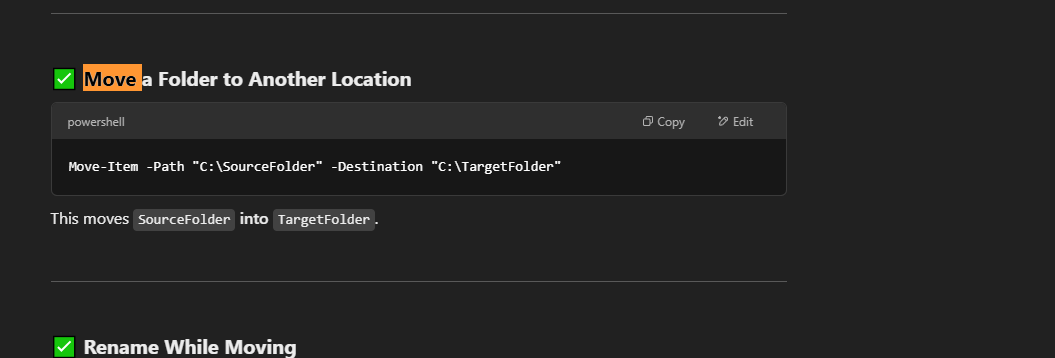 ✅ Move a Folder to Another Location
powershell Copy Edit
Move-Item -Path "C:\SourceFolder" -Destination "C:\TargetFolder"
This moves SourceFolder into TargetFolder.
✅ Rename While Moving